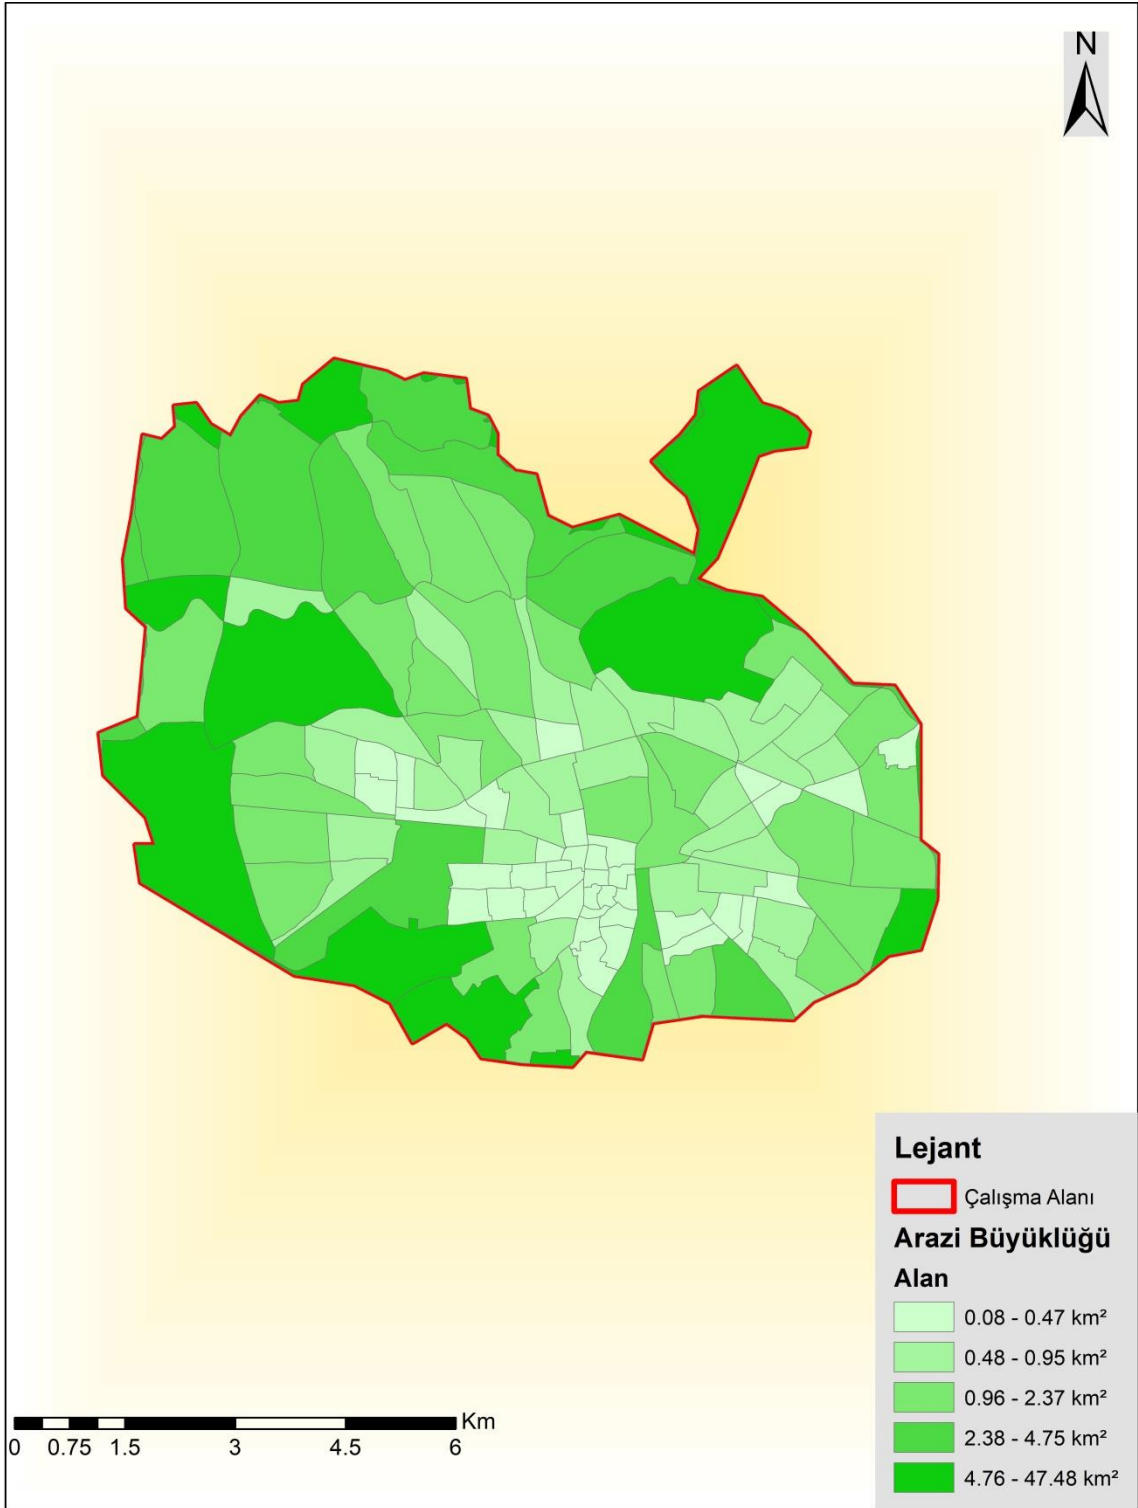 N
Lejant
Çalışma Alanı
Arazi Büyüklüğü
Alan
0.08 - 0.47 km²
0.48 - 0.95 km²
0.96 - 2.37 km²
2.38 - 4.75 km²
4.76 - 47.48 km²
Km
0 0.75 1.5 3 4.5 6